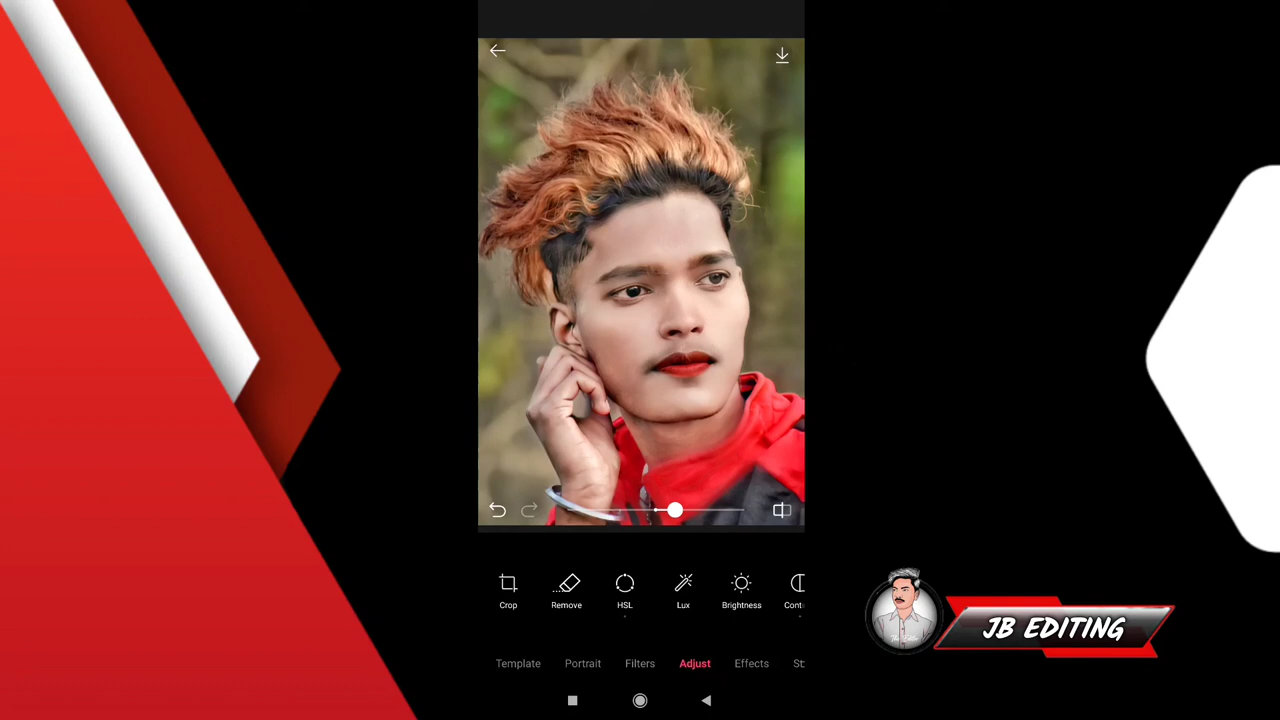 Crop
Remove
HSL
Lux
Brightness
Cont
Template
Portrait
Filters
Adjust
Effects
St
JB EDITING